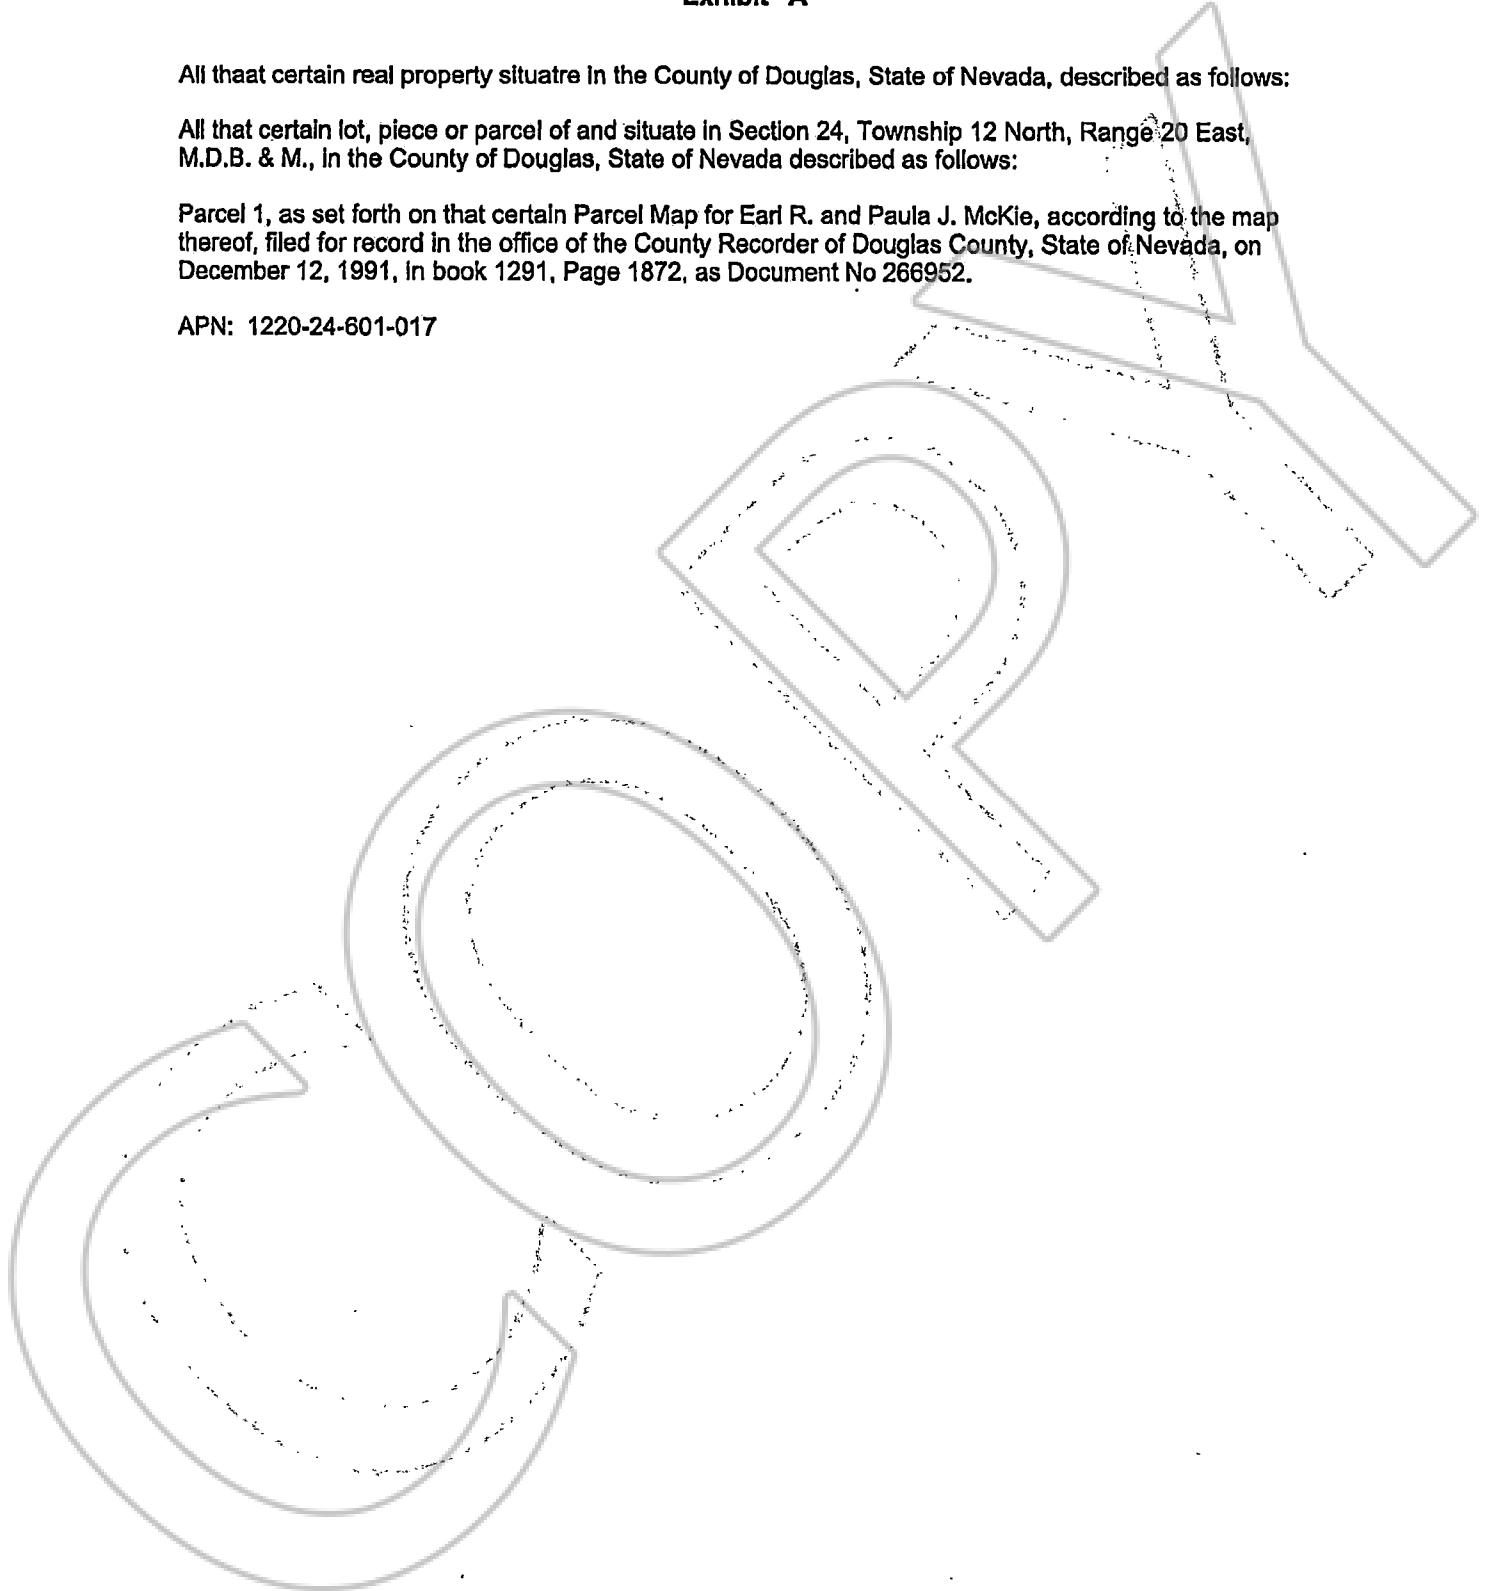 Exhibit "A"
All thaat certain real property situatre in the County of Douglas, State of Nevada, described as follows:
All that certain lot, piece or parcel of and situate in Section 24, Township 12 North, Range 20 East,
M.D.B. & M., in the County of Douglas, State of Nevada described as follows:
Parcel 1, as set forth on that certain Parcel Map for Earl R. and Paula J. McKie, according to the map
thereof, filed for record in the office of the County Recorder of Douglas County, State of Nevada, on
December 12, 1991, in book 1291, Page 1872, as Document No 266952.
APN: 1220-24-601-017
COPY